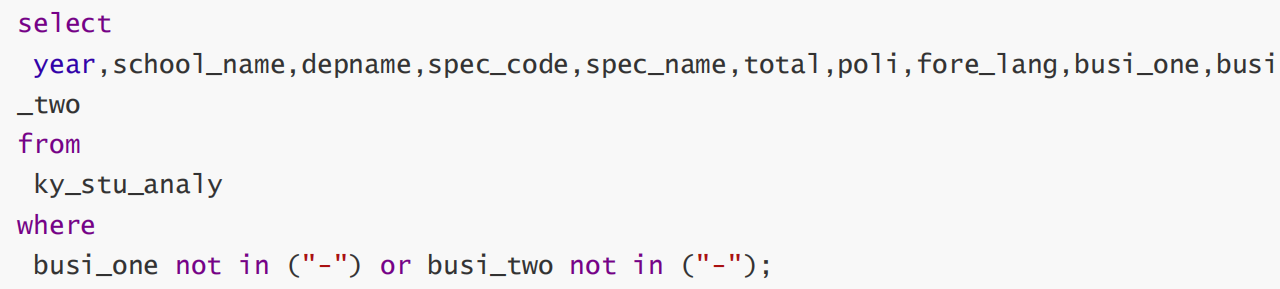 select
year,school_name,depname,spec_code,spec_name,total,poli,fore_lang,busi_one,busi
_two
from
ky_stu_analy
where
busi_one not in ("-") or busi_two not in ("-");